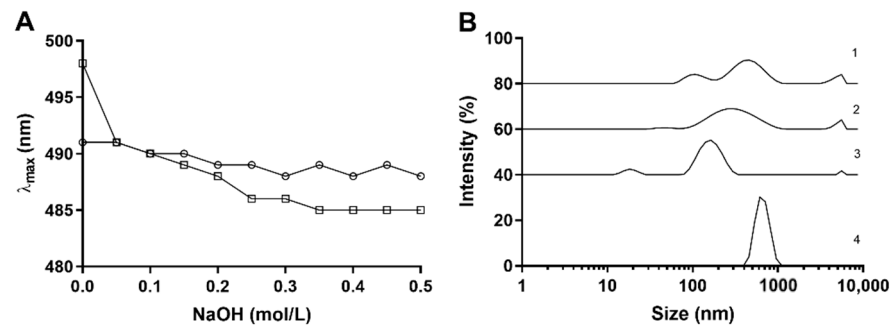 A
500
495
490
485
480
λmax (nm)
0.0 0.1 0.2 0.3 0.4 0.5
NaOH (mol/L)
B
100
80
60
40
20
0
Intensity (%)
1
2
3
4
1 10 100 1000 10,000
Size (nm)